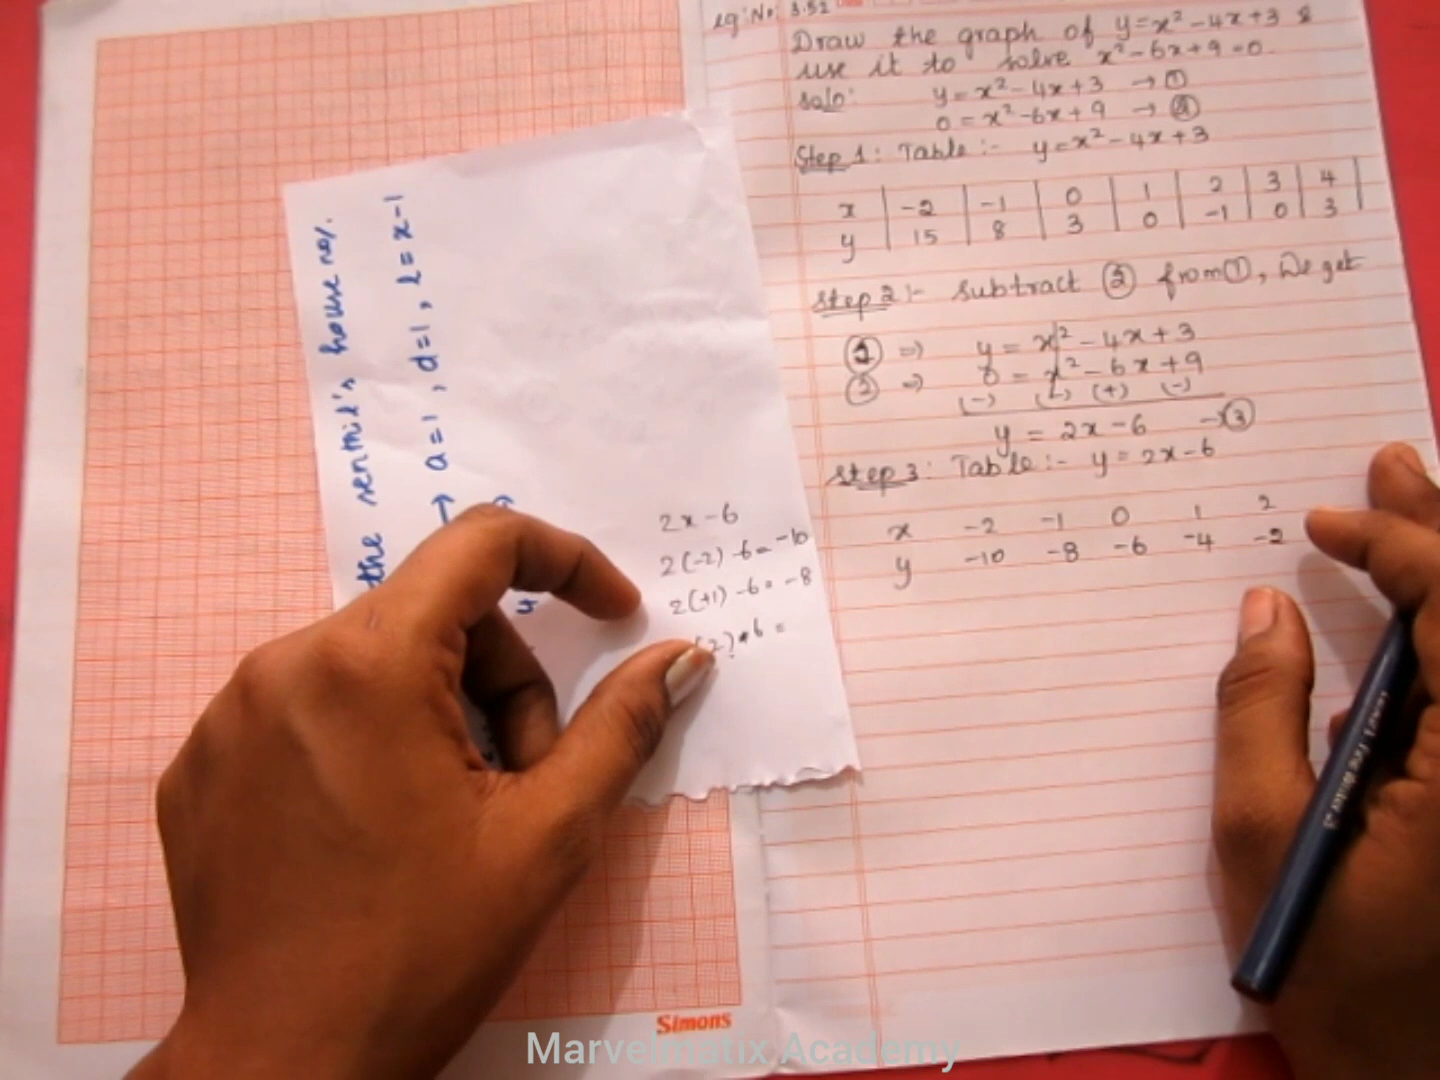 eg: No: 3.52
Draw the graph of y=x²-4x+3 &
use it to solve x²-6x+9=0.
soln: y=x²-4x+3 → ①
0=x²-6x+9 → ②
Step 1: Table:- y=x²-4x+3
x | -2 | -1 | 0 | 1 | 2 | 3 | 4 |
y | 15 | 8 | 3 | 0 | -1 | 0 | 3 |
Step 2:- subtract ② from ①, We get
① => y = x² - 4x + 3
② => 0 = x² - 6x + 9
(-) (-) (+) (-)
y = 2x - 6 → ③
Step 3: Table:- y = 2x-6
x -2 -1 0 1 2
y -10 -8 -6 -4 -2
the senthil's house no/.
→ a=1, d=1, l=x-1
4
2x-6
2(-2)-6=-10
2(+1)-6=-8
2) 6 =
Simons
Marvelmatix Academy